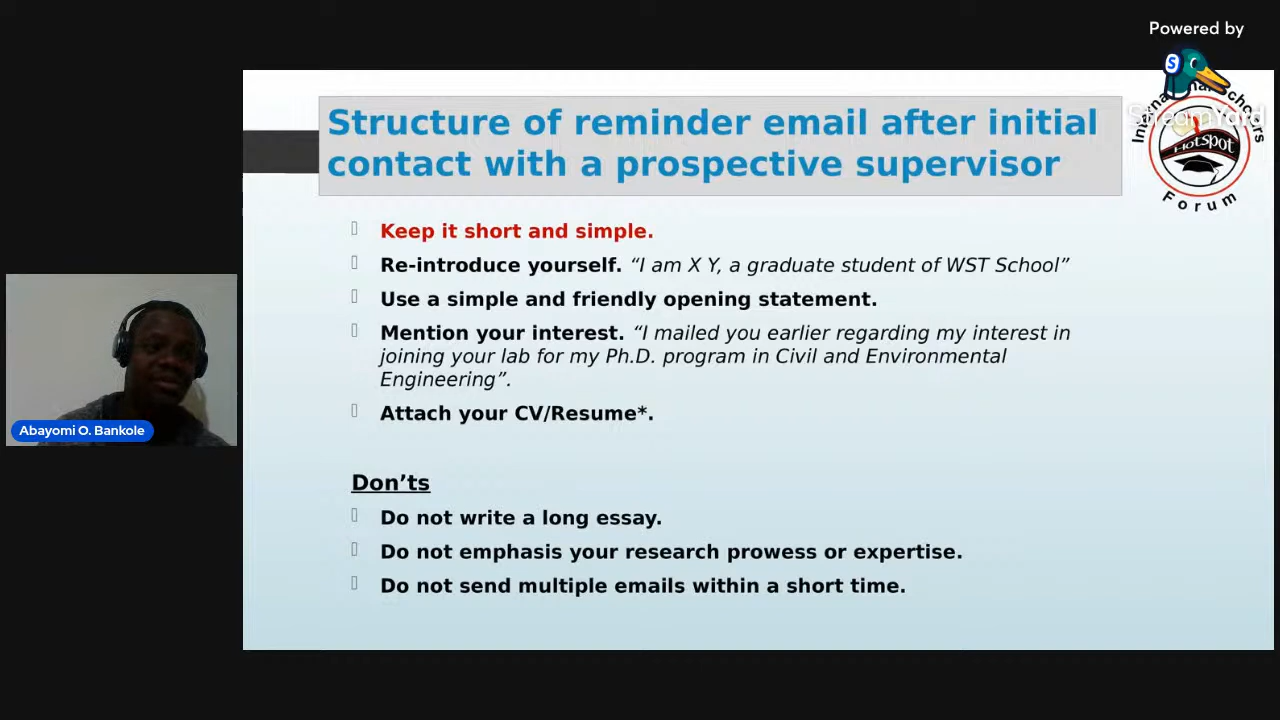 Powered by
S
StreamYard
International Scholars
Hotspot
Forum
Structure of reminder email after initial
contact with a prospective supervisor
Keep it short and simple.
Re-introduce yourself. “I am X Y, a graduate student of WST School”
Use a simple and friendly opening statement.
Mention your interest. “I mailed you earlier regarding my interest in
joining your lab for my Ph.D. program in Civil and Environmental
Engineering”.
Attach your CV/Resume*.
Abayomi O. Bankole
Don’ts
Do not write a long essay.
Do not emphasis your research prowess or expertise.
Do not send multiple emails within a short time.